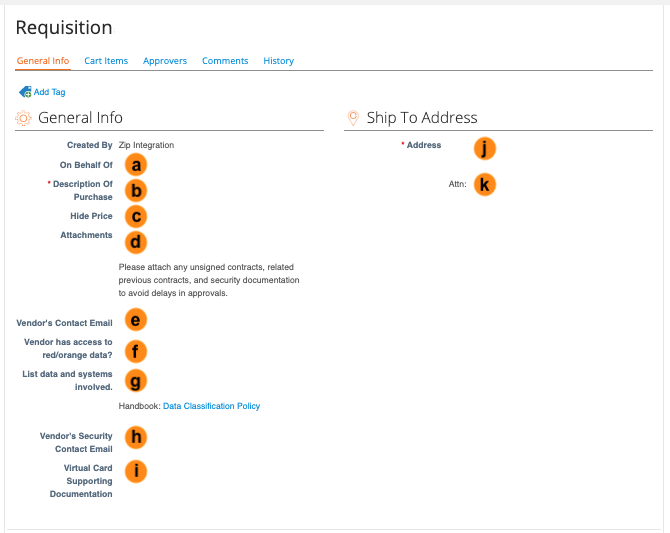 Requisition
General Info Cart Items Approvers Comments History
Add Tag
General Info
Created By Zip Integration
On Behalf Of a
* Description Of
Purchase b
Hide Price c
Attachments d
Please attach any unsigned contracts, related
previous contracts, and security documentation
to avoid delays in approvals.
Vendor's Contact Email e
Vendor has access to
red/orange data? f
List data and systems
involved. g
Handbook: Data Classification Policy
Vendor's Security
Contact Email h
Virtual Card
Supporting
Documentation i
Ship To Address
* Address j
Attn: k